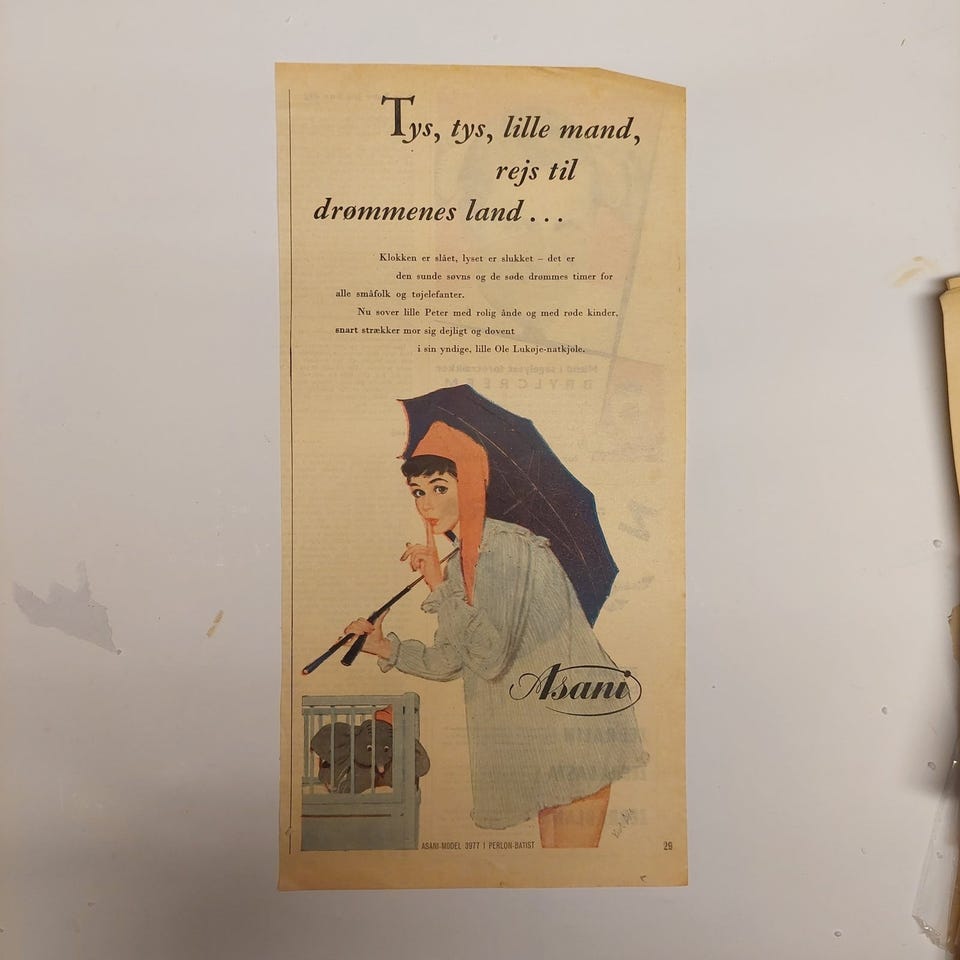 Tys, tys, lille mand,
rejs til
drømmenes land...
Klokken er slået, lyset er slukket – det er
den sunde søvns og de søde drømmes timer for
alle småfolk og tøjelefanter.
Nu sover lille Peter med rolig ånde og med røde kinder,
snart strækker mor sig dejligt og dovent
i sin yndige, lille Ole Lukøje-natkjole.
Asani
ASANI-MODEL 3977 I PERLON-BATIST
29